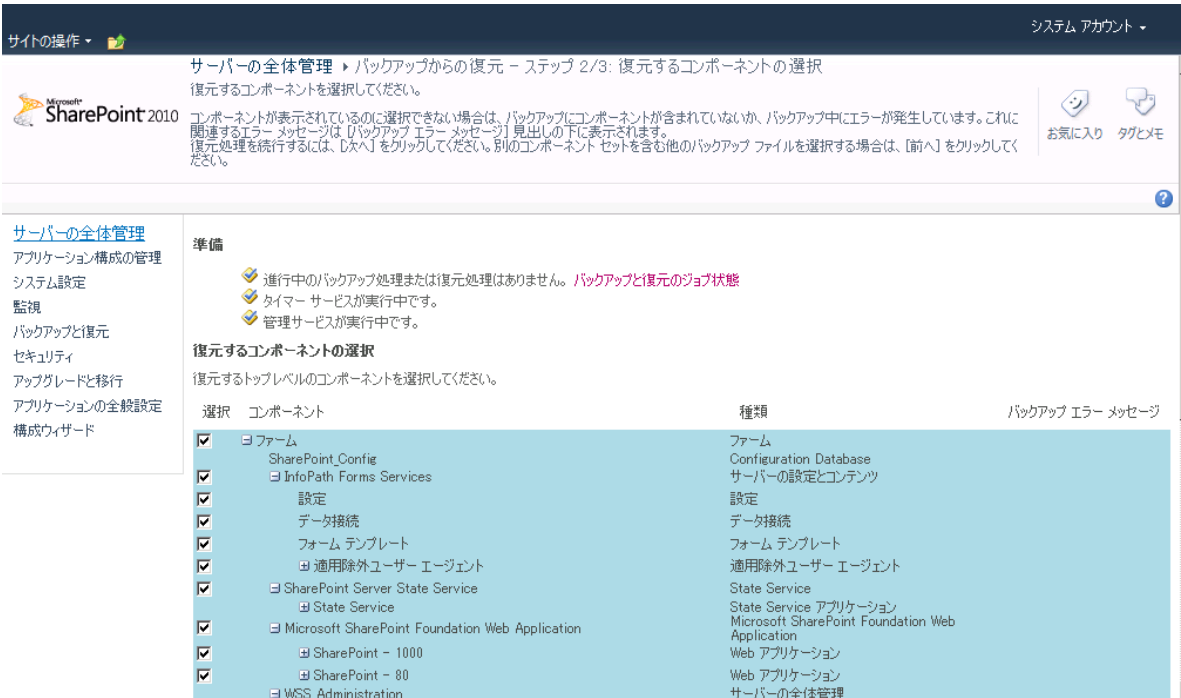 システム アカウント
サイトの操作
サーバーの全体管理 ▸ バックアップからの復元 - ステップ 2/3: 復元するコンポーネントの選択
復元するコンポーネントを選択してください。
Microsoft
SharePoint 2010
コンポーネントが表示されているのに選択できない場合は、バックアップにコンポーネントが含まれていないか、バックアップ中にエラーが発生しています。これに
関連するエラー メッセージは [バックアップ エラー メッセージ] 見出しの下に表示されます。
復元処理を続行するには、[次へ] をクリックしてください。別のコンポーネント セットを含む他のバックアップ ファイルを選択する場合は、[前へ] をクリックしてく
ださい。
お気に入り タグとメモ
サーバーの全体管理
アプリケーション構成の管理
システム設定
監視
バックアップと復元
セキュリティ
アップグレードと移行
アプリケーションの全般設定
構成ウィザード
準備
進行中のバックアップ処理または復元処理はありません。バックアップと復元のジョブ状態
タイマー サービスが実行中です。
管理サービスが実行中です。
復元するコンポーネントの選択
復元するトップレベルのコンポーネントを選択してください。
選択 コンポーネント 種類 バックアップ エラー メッセージ
ファーム ファーム
SharePoint_Config Configuration Database
InfoPath Forms Services サーバーの設定とコンテンツ
設定 設定
データ接続 データ接続
フォーム テンプレート フォーム テンプレート
適用除外ユーザー エージェント 適用除外ユーザー エージェント
SharePoint Server State Service State Service
State Service State Service アプリケーション
Microsoft SharePoint Foundation Web Application Microsoft SharePoint Foundation Web
Application
SharePoint - 1000 Web アプリケーション
SharePoint - 80 Web アプリケーション
WSS_Administration サーバーの全体管理